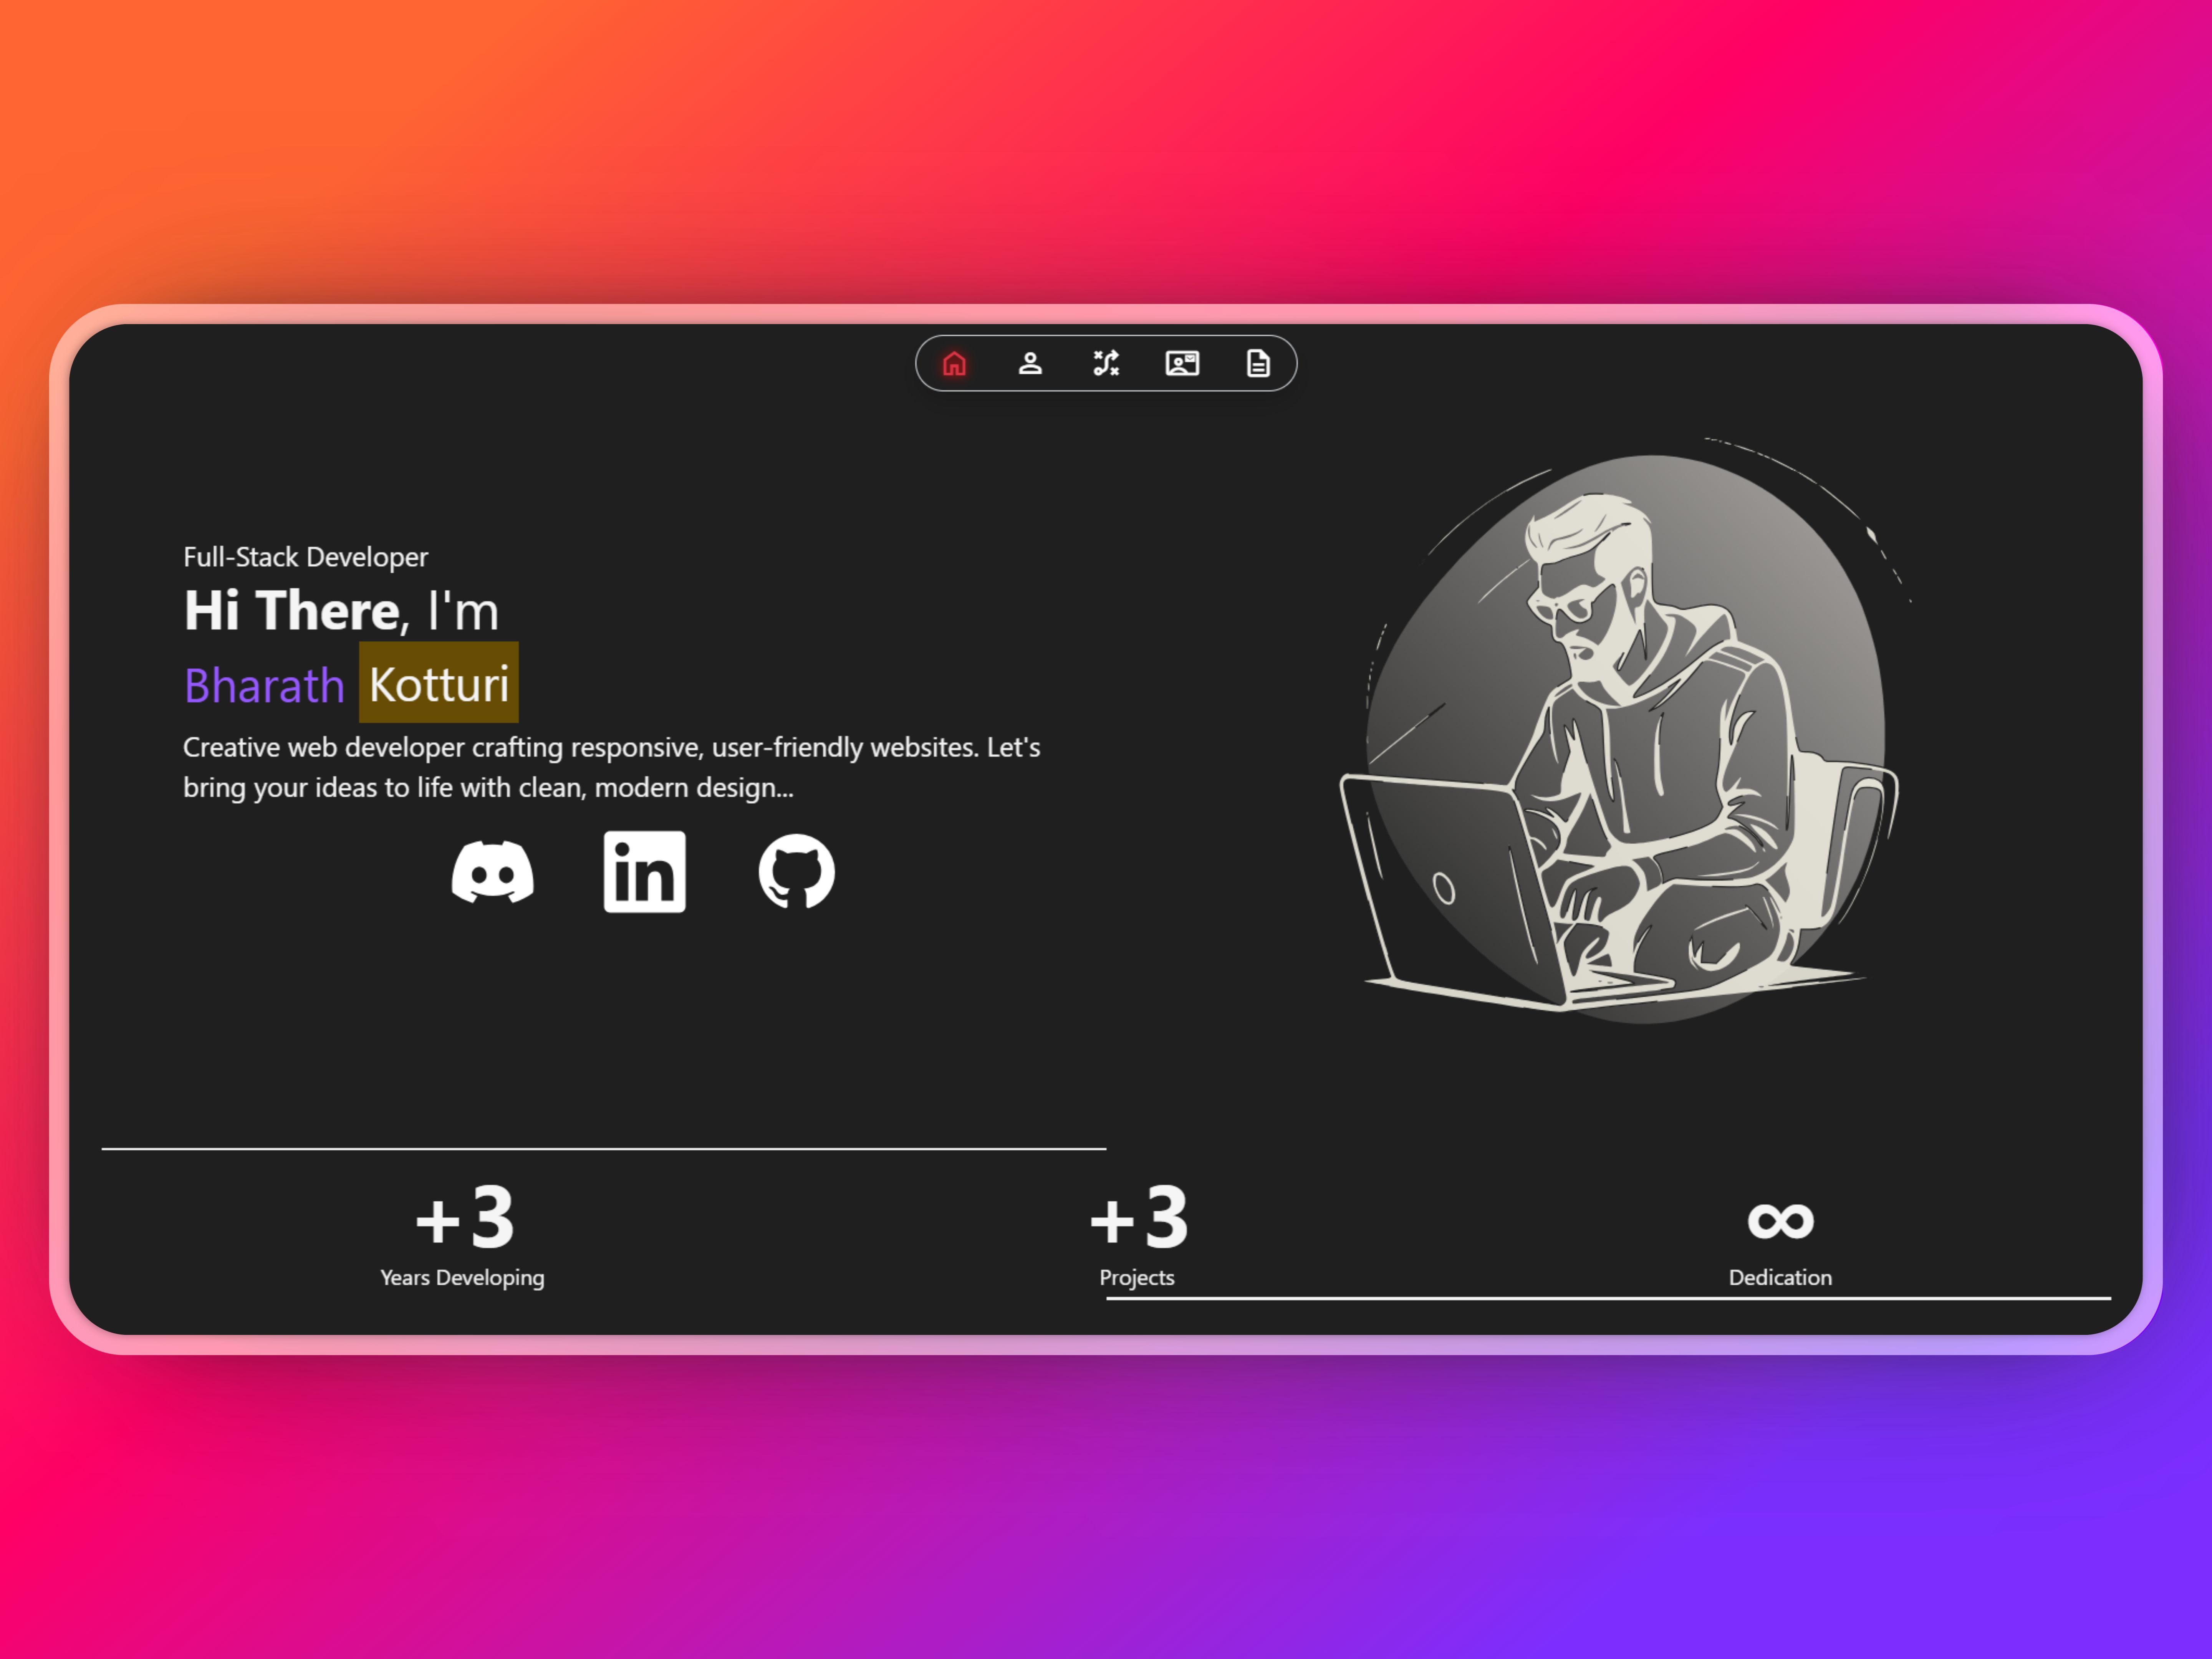 Full-Stack Developer
Hi There, I'm
Bharath Kotturi
Creative web developer crafting responsive, user-friendly websites. Let's
bring your ideas to life with clean, modern design...
in
+3
Years Developing
+3
Projects
∞
Dedication